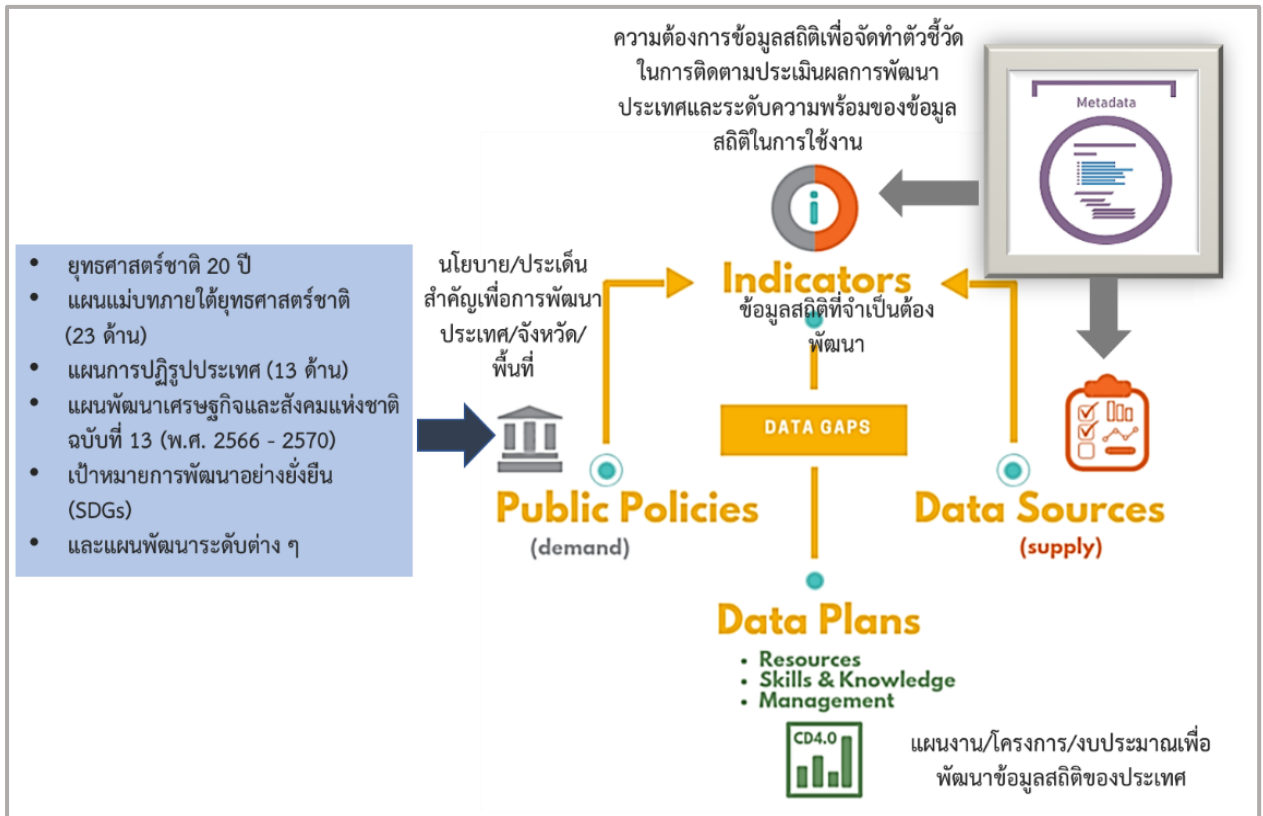 ความต้องการข้อมูลสถิติเพื่อจัดทำตัวชี้วัด
ในการติดตามประเมินผลการพัฒนา
ประเทศและระดับความพร้อมของข้อมูล
สถิติในการใช้งาน
Metadata
i
Indicators
ข้อมูลสถิติที่จำเป็นต้อง
พัฒนา
• ยุทธศาสตร์ชาติ 20 ปี
• แผนแม่บทภายใต้ยุทธศาสตร์ชาติ
(23 ด้าน)
• แผนการปฏิรูปประเทศ (13 ด้าน)
• แผนพัฒนาเศรษฐกิจและสังคมแห่งชาติ
ฉบับที่ 13 (พ.ศ. 2566 - 2570)
• เป้าหมายการพัฒนาอย่างยั่งยืน
(SDGs)
• และแผนพัฒนาระดับต่าง ๆ
นโยบาย/ประเด็น
สำคัญเพื่อการพัฒนา
ประเทศ/จังหวัด/
พื้นที่
DATA GAPS
Public Policies
(demand)
Data Sources
(supply)
Data Plans
• Resources
• Skills & Knowledge
• Management
CD4.0
แผนงาน/โครงการ/งบประมาณเพื่อ
พัฒนาข้อมูลสถิติของประเทศ